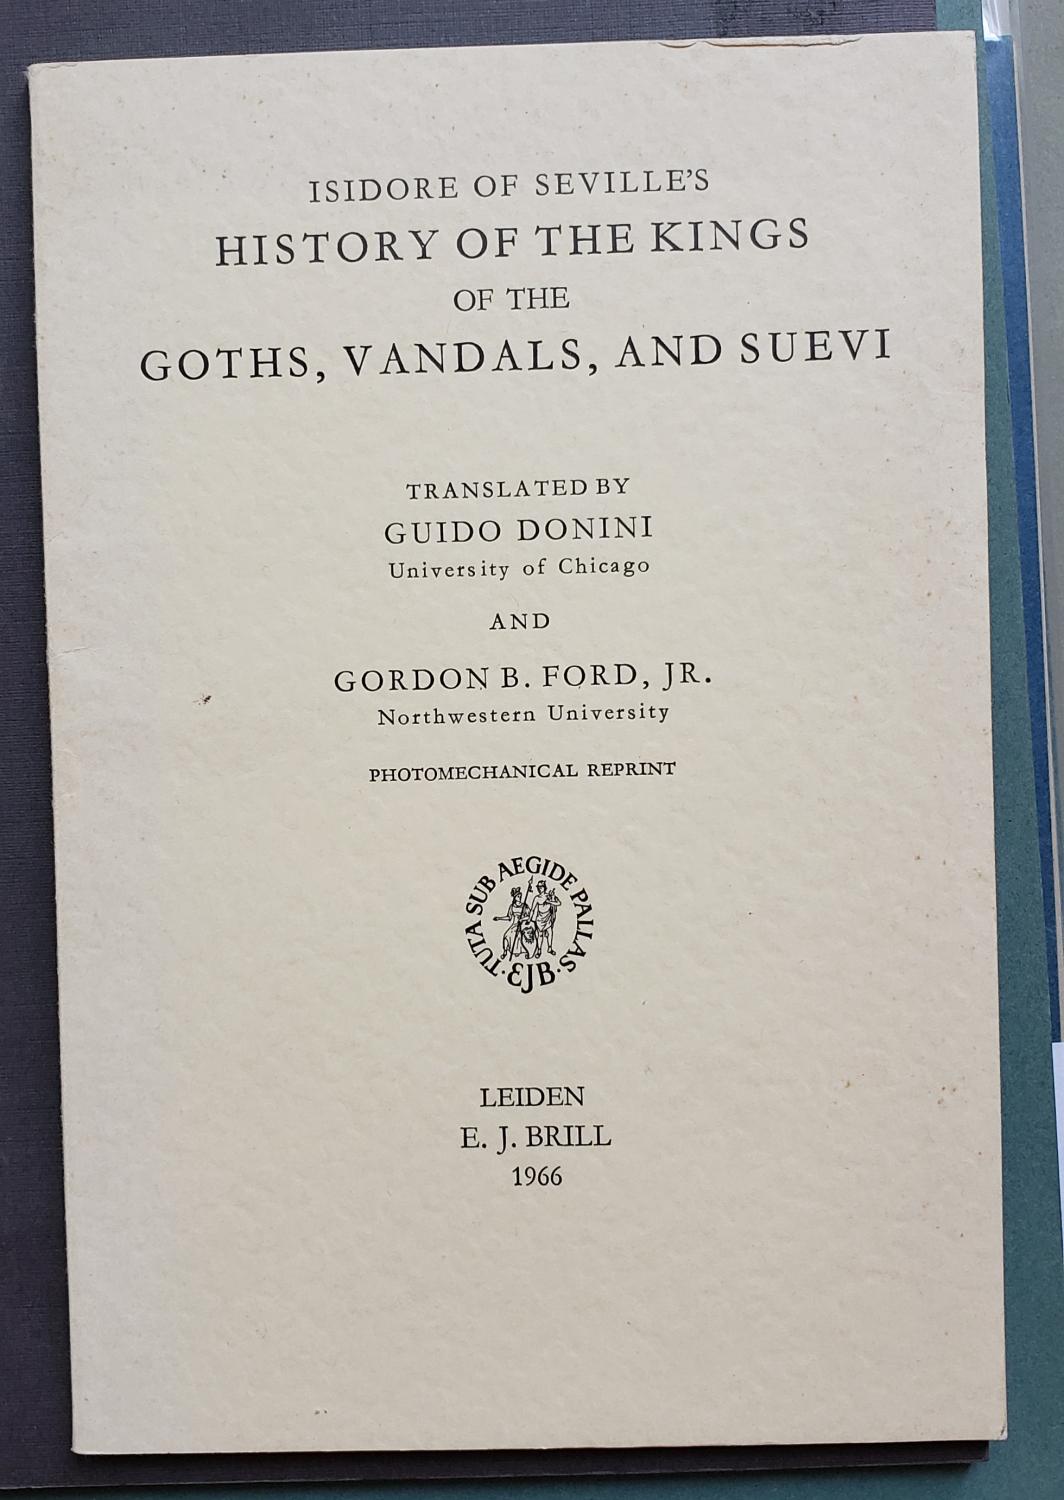 ISIDORE OF SEVILLE'S
HISTORY OF THE KINGS
OF THE
GOTHS, VANDALS, AND SUEVI
TRANSLATED BY
GUIDO DONINI
University of Chicago
AND
GORDON B. FORD, JR.
Northwestern University
PHOTOMECHANICAL REPRINT
TUTA SUB AEGIDE PALLAS
· EJB ·
LEIDEN
E. J. BRILL
1966